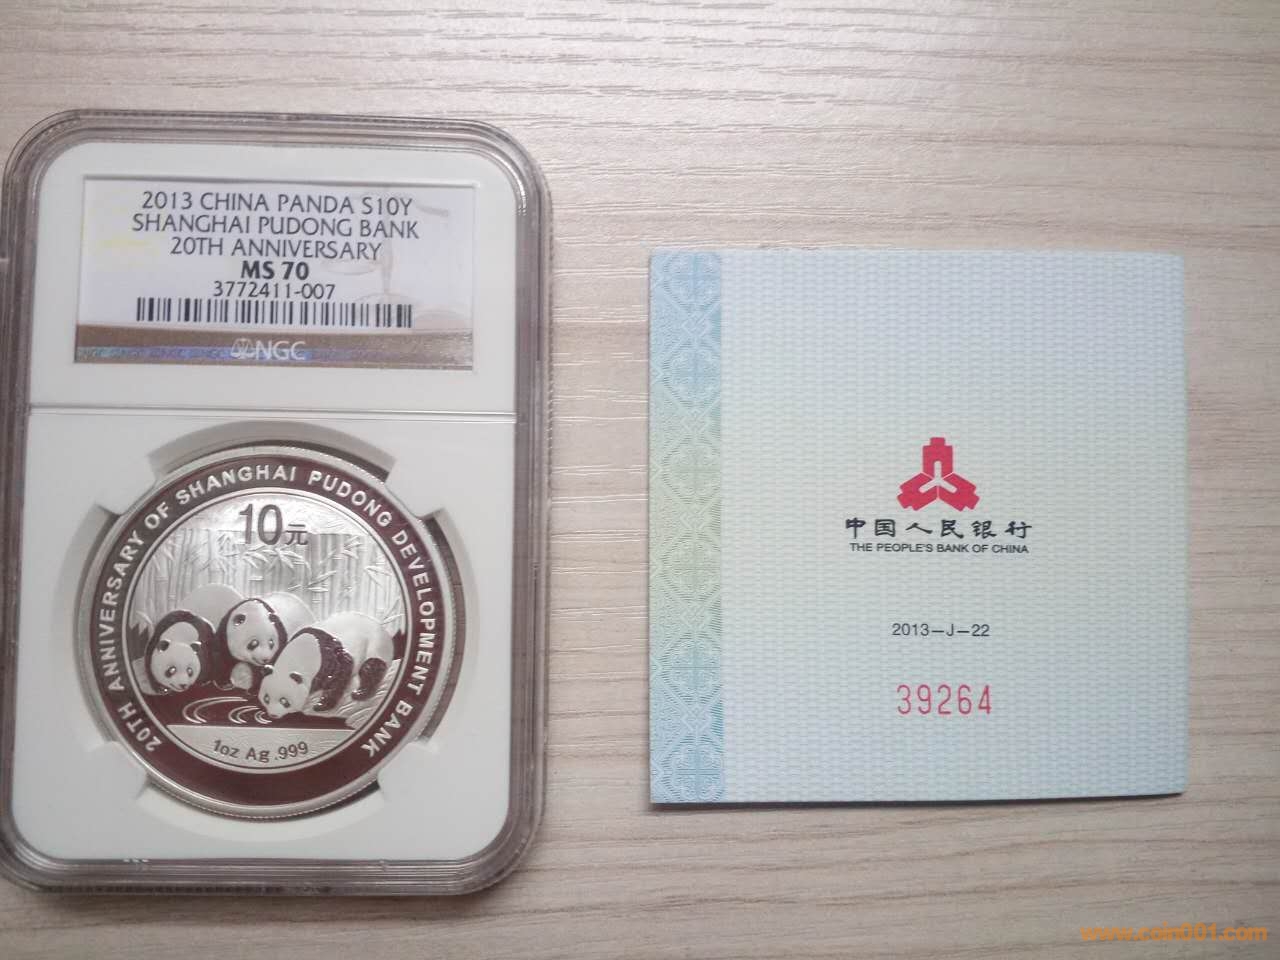 2013 CHINA PANDA S10Y
SHANGHAI PUDONG BANK
20TH ANNIVERSARY
MS 70
3772411-007
NGC
20TH ANNIVERSARY OF SHANGHAI PUDONG DEVELOPMENT BANK
10元
1oz Ag .999
中国人民银行
THE PEOPLE'S BANK OF CHINA
2013-J-22
39264
www.coin001.com